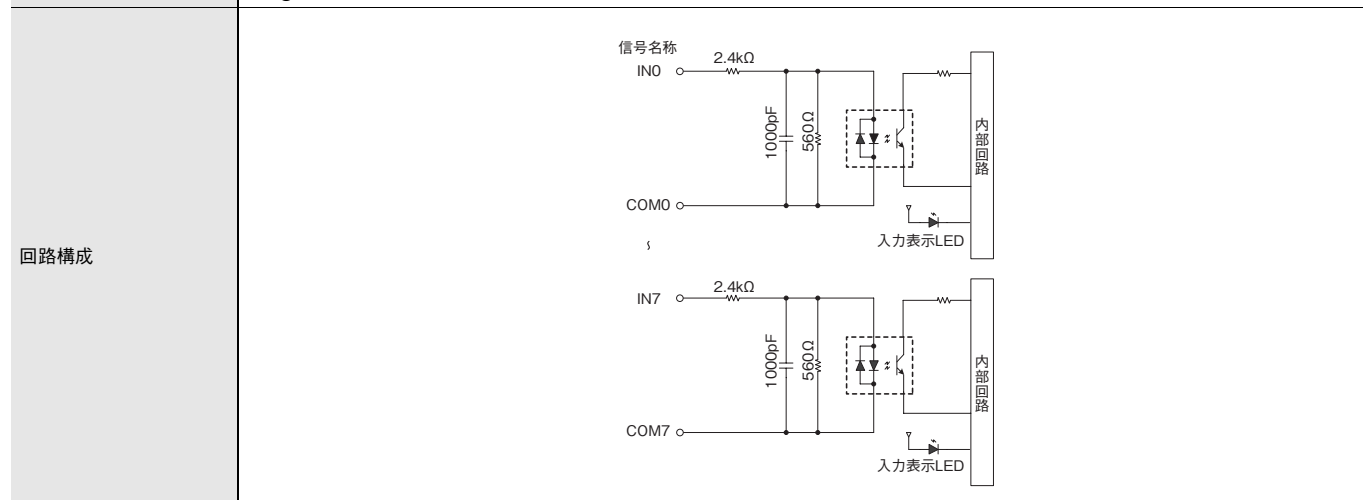 回路構成
信号名称
IN0
2.4kΩ
1000pF
560Ω
内部回路
COM0
入力表示LED
~
IN7
2.4kΩ
1000pF
560Ω
内部回路
COM7
入力表示LED